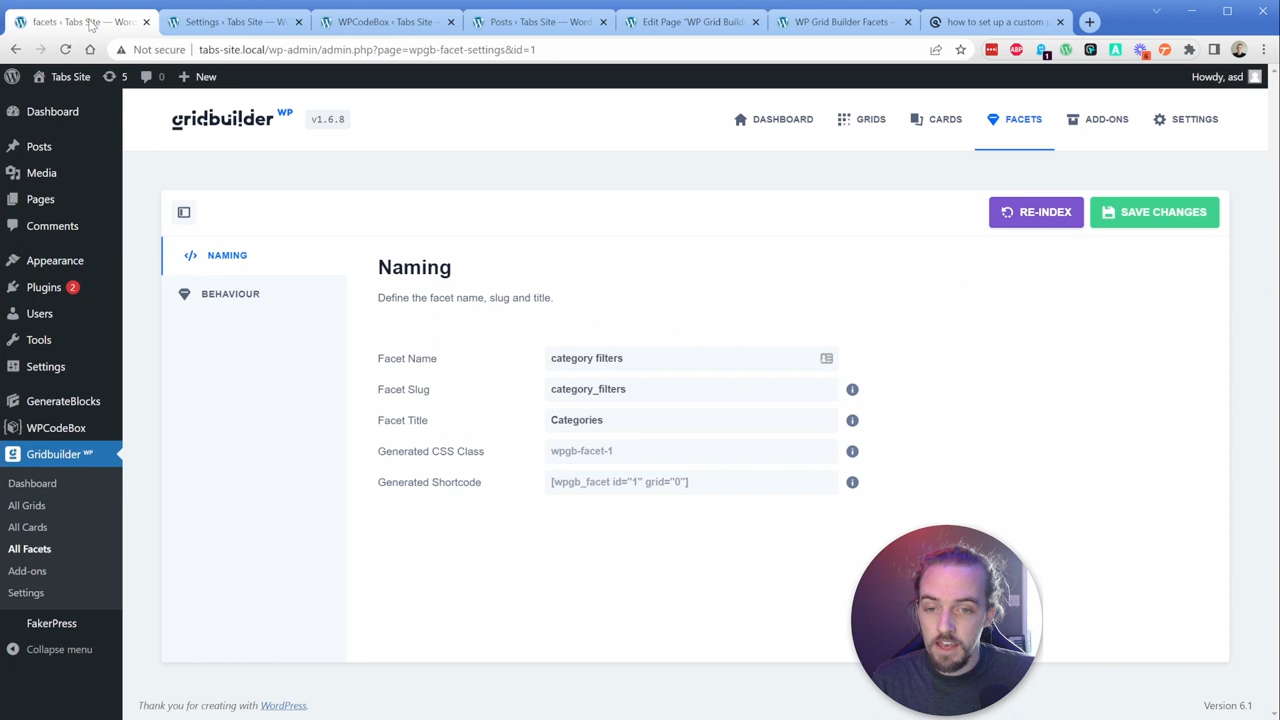 facets ‹ Tabs Site — Word
Settings ‹ Tabs Site — W
WPCodeBox ‹ Tabs Site –
Posts ‹ Tabs Site — Word
Edit Page "WP Grid Build
WP Grid Builder Facets –
how to set up a custom
Not secure
tabs-site.local/wp-admin/admin.php?page=wpgb-facet-settings&id=1
Tabs Site
5
0
New
Howdy, asd
Dashboard
Posts
Media
Pages
Comments
Appearance
Plugins 2
Users
Tools
Settings
GenerateBlocks
WPCodeBox
Gridbuilder WP
Dashboard
All Grids
All Cards
All Facets
Add-ons
Settings
FakerPress
Collapse menu
gridbuilder WP
v1.6.8
DASHBOARD
GRIDS
CARDS
FACETS
ADD-ONS
SETTINGS
RE-INDEX
SAVE CHANGES
NAMING
BEHAVIOUR
Naming
Define the facet name, slug and title.
Facet Name
category filters
Facet Slug
category_filters
Facet Title
Categories
Generated CSS Class
wpgb-facet-1
Generated Shortcode
[wpgb_facet id="1" grid="0"]
Thank you for creating with WordPress.
Version 6.1